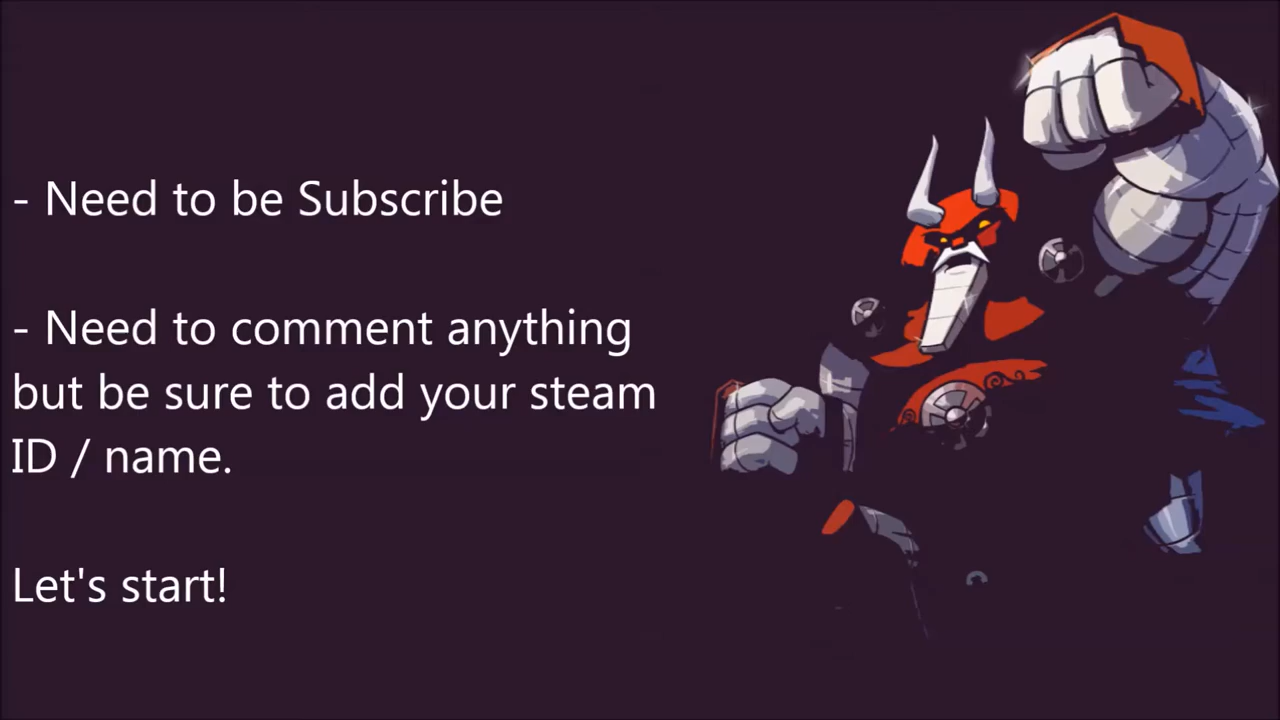 - Need to be Subscribe
- Need to comment anything
but be sure to add your steam
ID / name.
Let's start!